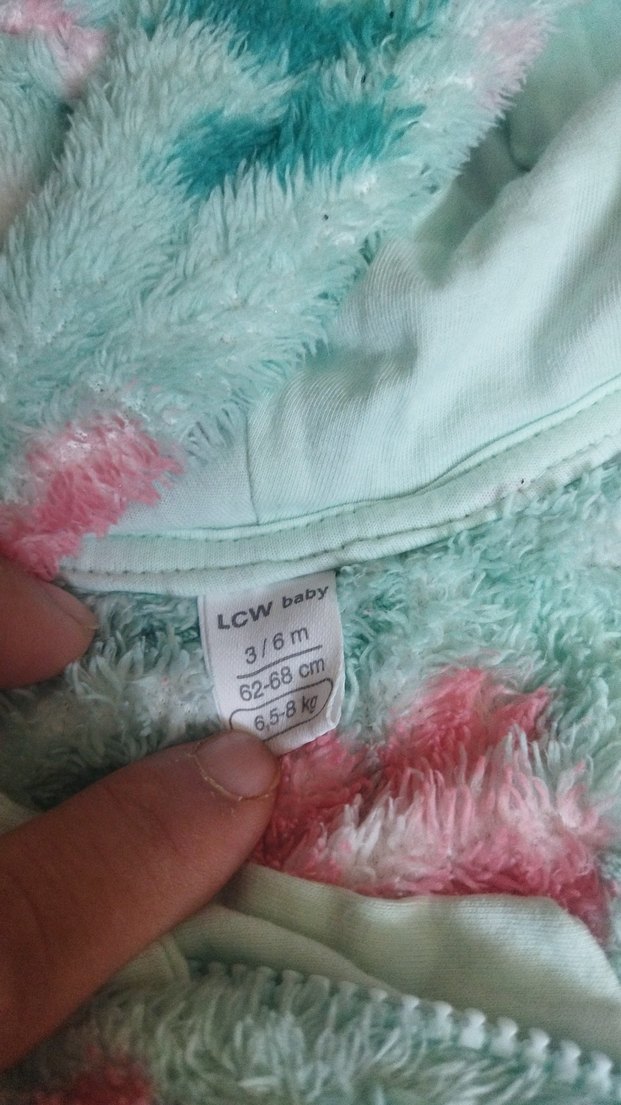 LCW baby
3/6 m
62-68 cm
6,5-8 kg